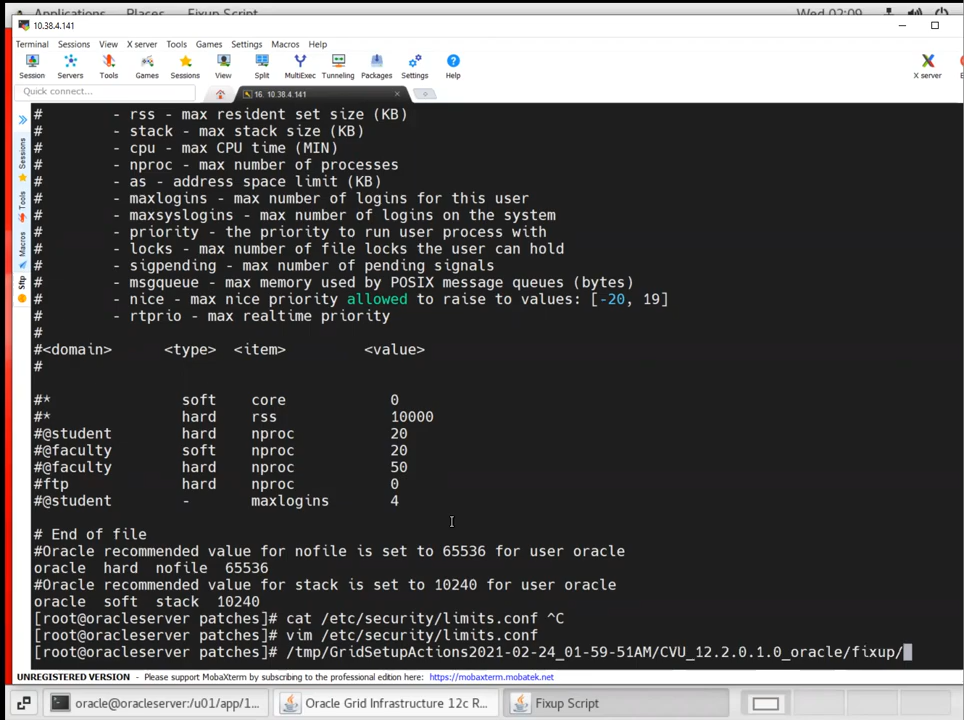 Applications Places Fixup Script Wed 02:09
10.38.4.141
Terminal Sessions View X server Tools Games Settings Macros Help
Session Servers Tools Games Sessions View Split MultiExec Tunneling Packages Settings Help X server
Quick connect...
16. 10.38.4.141
Sessions
Tools
Macros
Sftp
# - rss - max resident set size (KB)
# - stack - max stack size (KB)
# - cpu - max CPU time (MIN)
# - nproc - max number of processes
# - as - address space limit (KB)
# - maxlogins - max number of logins for this user
# - maxsyslogins - max number of logins on the system
# - priority - the priority to run user process with
# - locks - max number of file locks the user can hold
# - sigpending - max number of pending signals
# - msgqueue - max memory used by POSIX message queues (bytes)
# - nice - max nice priority allowed to raise to values: [-20, 19]
# - rtprio - max realtime priority
#
#<domain> <type> <item> <value>
#
#* soft core 0
#* hard rss 10000
#@student hard nproc 20
#@faculty soft nproc 20
#@faculty hard nproc 50
#ftp hard nproc 0
#@student - maxlogins 4
# End of file
#Oracle recommended value for nofile is set to 65536 for user oracle
oracle hard nofile 65536
#Oracle recommended value for stack is set to 10240 for user oracle
oracle soft stack 10240
[root@oracleserver patches]# cat /etc/security/limits.conf ^C
[root@oracleserver patches]# vim /etc/security/limits.conf
[root@oracleserver patches]# /tmp/GridSetupActions2021-02-24_01-59-51AM/CVU_12.2.0.1.0_oracle/fixup/
UNREGISTERED VERSION - Please support MobaXterm by subscribing to the professional edition here: https://mobaxterm.mobatek.net
oracle@oracleserver:/u01/app/1... Oracle Grid Infrastructure 12c R... Fixup Script